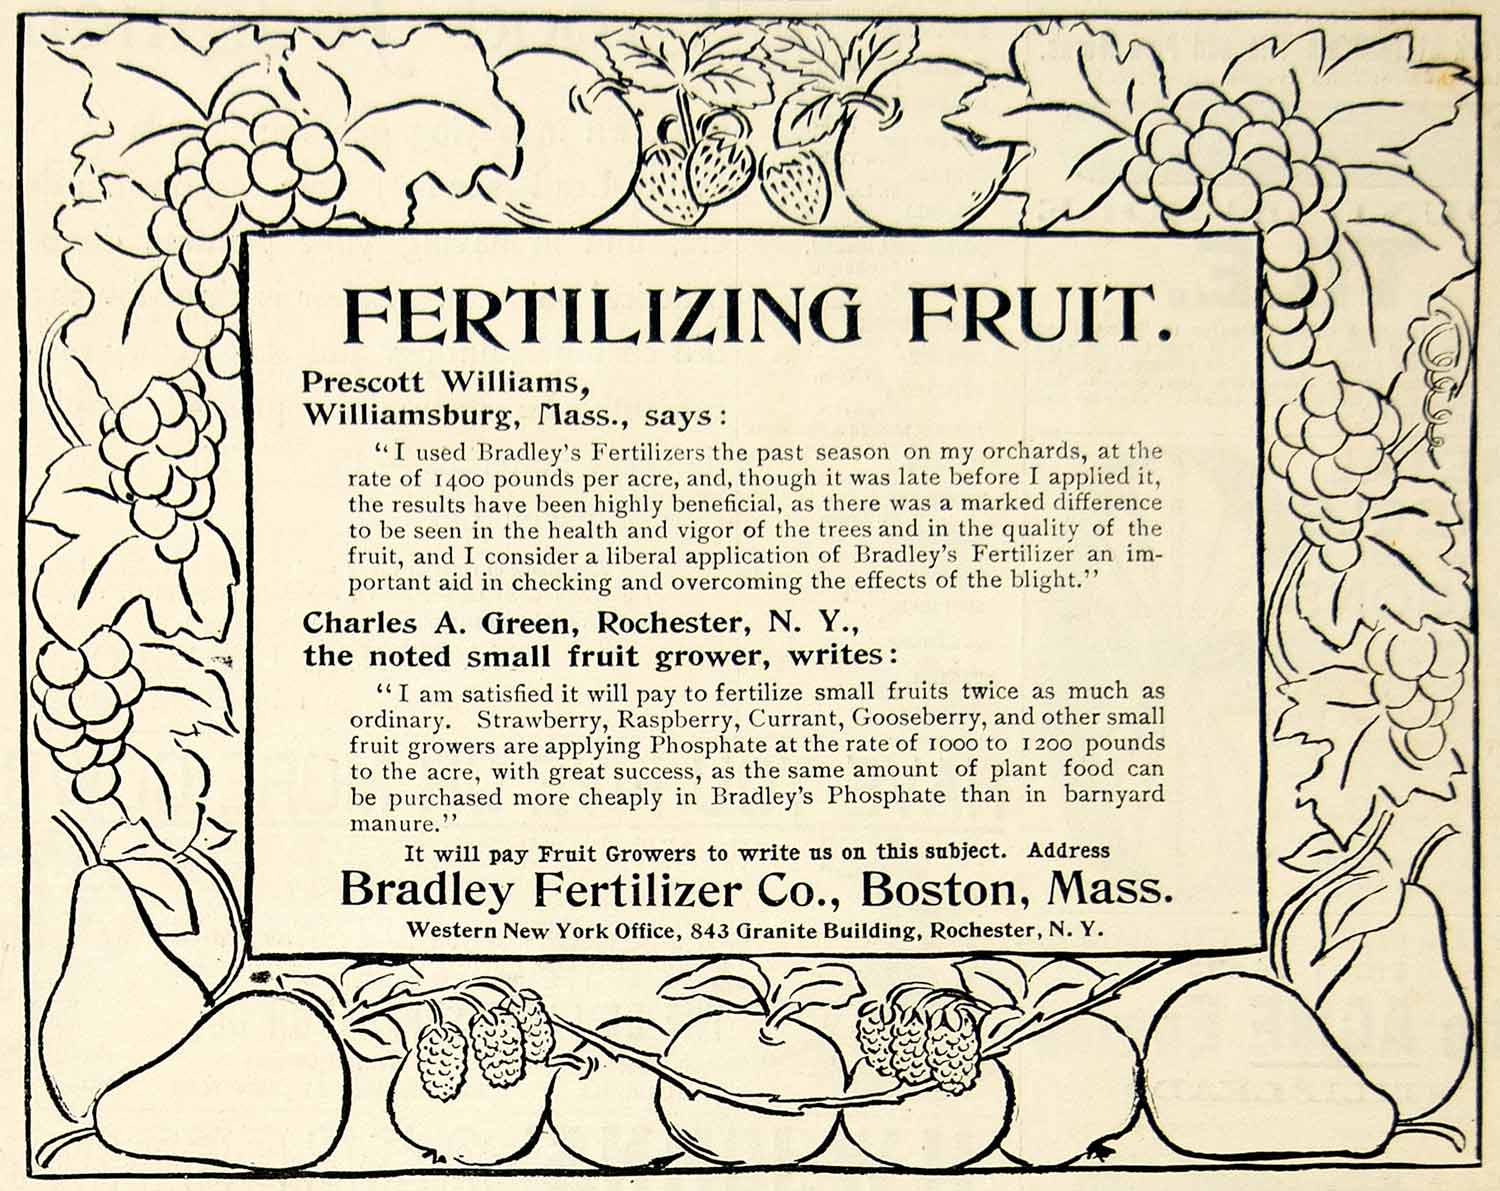 FERTILIZING FRUIT.
Prescott Williams,
Williamsburg, Mass., says:
“I used Bradley's Fertilizers the past season on my orchards, at the
rate of 1400 pounds per acre, and, though it was late before I applied it,
the results have been highly beneficial, as there was a marked difference
to be seen in the health and vigor of the trees and in the quality of the
fruit, and I consider a liberal application of Bradley's Fertilizer an im-
portant aid in checking and overcoming the effects of the blight.”
Charles A. Green, Rochester, N. Y.,
the noted small fruit grower, writes:
“I am satisfied it will pay to fertilize small fruits twice as much as
ordinary. Strawberry, Raspberry, Currant, Gooseberry, and other small
fruit growers are applying Phosphate at the rate of 1000 to 1200 pounds
to the acre, with great success, as the same amount of plant food can
be purchased more cheaply in Bradley's Phosphate than in barnyard
manure.”
It will pay Fruit Growers to write us on this subject. Address
Bradley Fertilizer Co., Boston, Mass.
Western New York Office, 843 Granite Building, Rochester, N. Y.